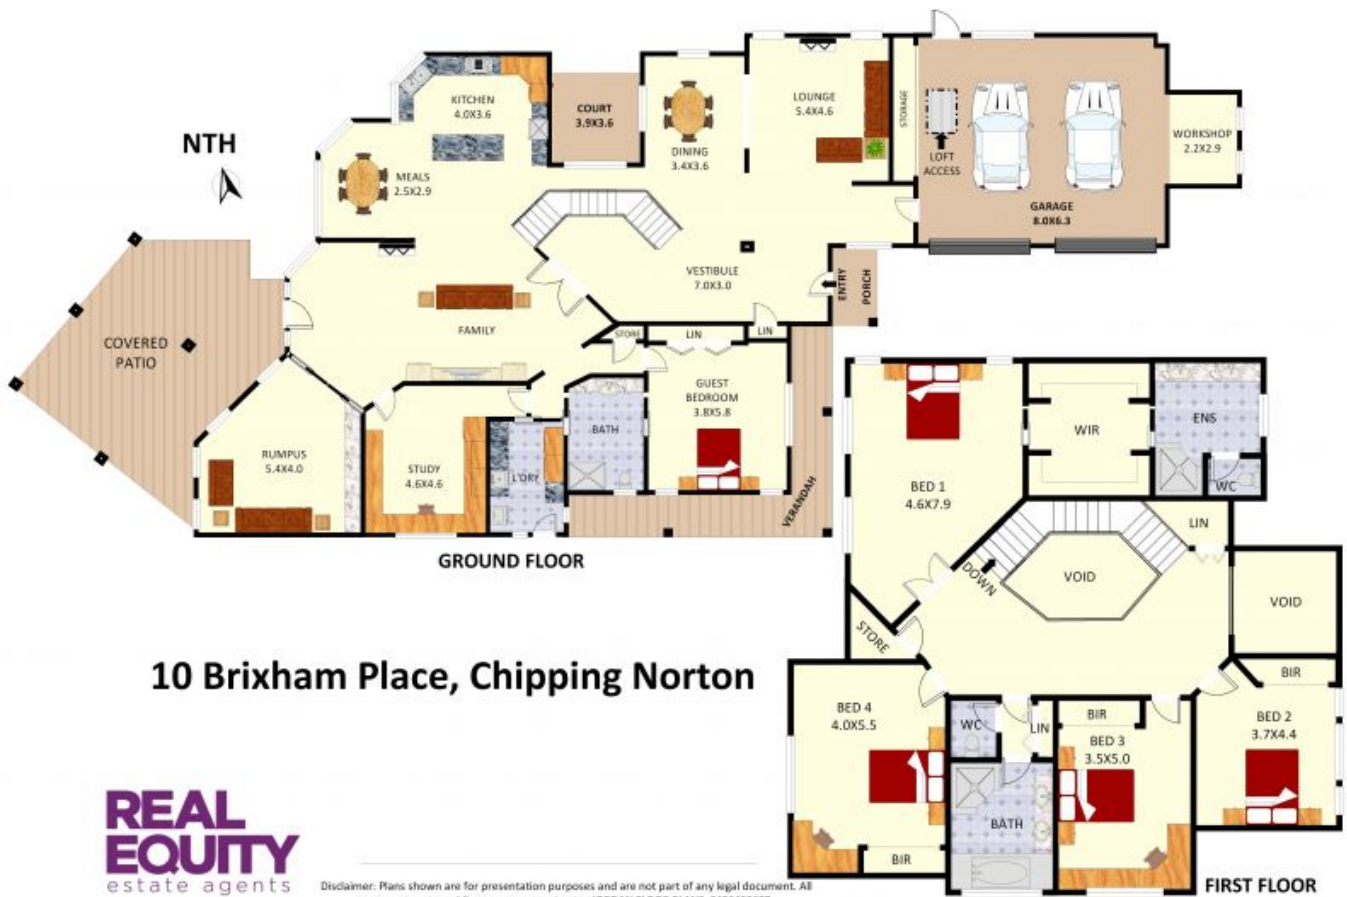 NTH
KITCHEN
4.0X3.6
COURT
3.9X3.6
DINING
3.4X3.6
LOUNGE
5.4X4.6
STORAGE
LOFT
ACCESS
GARAGE
8.0X6.3
WORKSHOP
2.2X2.9
MEALS
2.5X2.9
VESTIBULE
7.0X3.0
ENTRY
PORCH
FAMILY
COVERED
PATIO
STORE
LIN
LIN
GUEST
BEDROOM
3.8X5.8
BATH
RUMPUS
5.4X4.0
STUDY
4.6X4.6
L'DRY
VERANDAH
GROUND FLOOR
BED 1
4.6X7.9
WIR
ENS
WC
LIN
DOWN
VOID
VOID
STORE
BED 4
4.0X5.5
WC
LIN
BIR
BED 3
3.5X5.0
BIR
BED 2
3.7X4.4
BATH
BIR
FIRST FLOOR
10 Brixham Place, Chipping Norton
REAL
EQUITY
estate agents
Disclaimer: Plans shown are for presentation purposes and are not part of any legal document. All